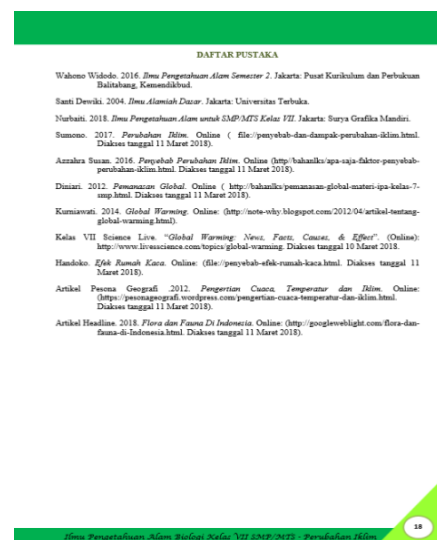 DAFTAR PUSTAKA
Wahono Widodo. 2016. Ilmu Pengetahuan Alam Semester 2. Jakarta: Pusat Kurikulum dan Perbukuan
Balitabang, Kemendikbud.
Santi Dewiki. 2004. Ilmu Alamiah Dasar. Jakarta: Universitas Terbuka.
Nurbaiti. 2018. Ilmu Pengetahuan Alam untuk SMP/MTS Kelas VII. Jakarta: Surya Grafika Mandiri.
Sumono. 2017. Perubahan Iklim. Online ( file://penyebab-dan-dampak-perubahan-iklim.html.
Diakses tanggal 11 Maret 2018).
Azzahra Susan. 2016. Penyebab Perubahan Iklim. Online (http//bahanlks/apa-saja-faktor-penyebab-
perubahan-iklim.html. Diakses tanggal 11 Maret 2018).
Diniari. 2012. Pemanasan Global. Online ( http://bahanlks/pemanasan-global-materi-ipa-kelas-7-
smp.html. Diakses tanggal 11 Maret 2018).
Kurniawati. 2014. Global Warming. Online: (http://note-why.blogspot.com/2012/04/artikel-tentang-
global-warming.html).
Kelas VII Science Live. “Global Warming: News, Facts, Causes, & Effect”. (Online):
http://www.livescience.com/topics/global-warming. Diakses tanggal 10 Maret 2018.
Handoko. Efek Rumah Kaca. Online: (file://penyebab-efek-rumah-kaca.html. Diakses tanggal 11
Maret 2018).
Artikel Pesona Geografi .2012. Pengertian Cuaca, Temperatur dan Iklim. Online:
(https://pesonageografi.wordpress.com/pengertian-cuaca-temperatur-dan-iklim.html.
Diakses tanggal 11 Maret 2018).
Artikel Headline. 2018. Flora dan Fauna Di Indonesia. Online: (http://googleweblight.com/flora-dan-
fauna-di-Indonesia.html. Diakses tanggal 11 Maret 2018).
18
Ilmu Pengetahuan Alam Biologi Kelas VII SMP/MTS - Perubahan Iklim